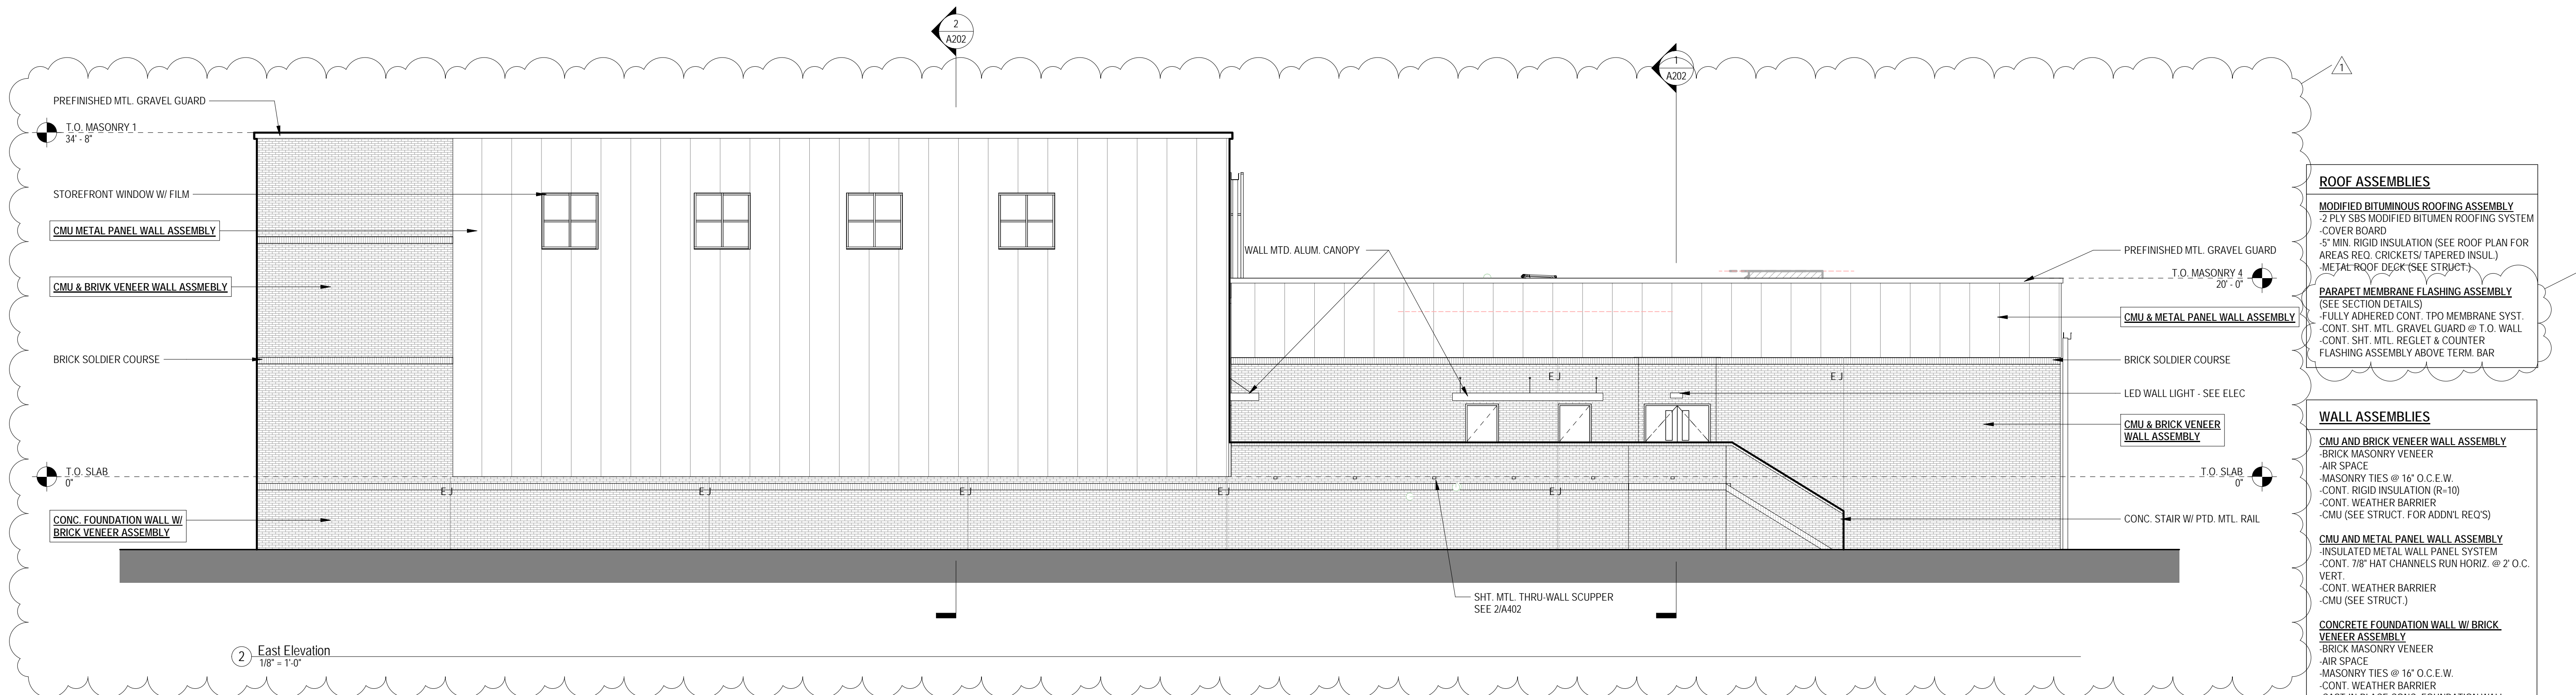 2
A202
1
A202
1
PREFINISHED MTL. GRAVEL GUARD
T.O. MASONRY 1
34' - 8"
STOREFRONT WINDOW W/ FILM
CMU METAL PANEL WALL ASSEMBLY
CMU & BRIVK VENEER WALL ASSMEBLY
BRICK SOLDIER COURSE
T.O. SLAB
0"
CONC. FOUNDATION WALL W/
BRICK VENEER ASSEMBLY
WALL MTD. ALUM. CANOPY
E J
E J
E J
E J
E J
E J
E J
SHT. MTL. THRU-WALL SCUPPER
SEE 2/A402
PREFINISHED MTL. GRAVEL GUARD
T.O. MASONRY 4
20' - 0"
CMU & METAL PANEL WALL ASSEMBLY
BRICK SOLDIER COURSE
LED WALL LIGHT - SEE ELEC
CMU & BRICK VENEER
WALL ASSEMBLY
T.O. SLAB
0"
CONC. STAIR W/ PTD. MTL. RAIL
2
East Elevation
1/8" = 1'-0"
ROOF ASSEMBLIES
MODIFIED BITUMINOUS ROOFING ASSEMBLY
-2 PLY SBS MODIFIED BITUMEN ROOFING SYSTEM
-COVER BOARD
-5" MIN. RIGID INSULATION (SEE ROOF PLAN FOR
AREAS REQ. CRICKETS/ TAPERED INSUL.)
-METAL ROOF DECK (SEE STRUCT.)
PARAPET MEMBRANE FLASHING ASSEMBLY
(SEE SECTION DETAILS)
-FULLY ADHERED CONT. TPO MEMBRANE SYST.
-CONT. SHT. MTL. GRAVEL GUARD @ T.O. WALL
-CONT. SHT. MTL. REGLET & COUNTER
FLASHING ASSEMBLY ABOVE TERM. BAR
WALL ASSEMBLIES
CMU AND BRICK VENEER WALL ASSEMBLY
-BRICK MASONRY VENEER
-AIR SPACE
-MASONRY TIES @ 16" O.C.E.W.
-CONT. RIGID INSULATION (R=10)
-CONT. WEATHER BARRIER
-CMU (SEE STRUCT. FOR ADDN'L REQ'S)
CMU AND METAL PANEL WALL ASSEMBLY
-INSULATED METAL WALL PANEL SYSTEM
-CONT. 7/8" HAT CHANNELS RUN HORIZ. @ 2' O.C.
VERT.
-CONT. WEATHER BARRIER
-CMU (SEE STRUCT.)
CONCRETE FOUNDATION WALL W/ BRICK
VENEER ASSEMBLY
-BRICK MASONRY VENEER
-AIR SPACE
-MASONRY TIES @ 16" O.C.E.W.
-CONT. WEATHER BARRIER